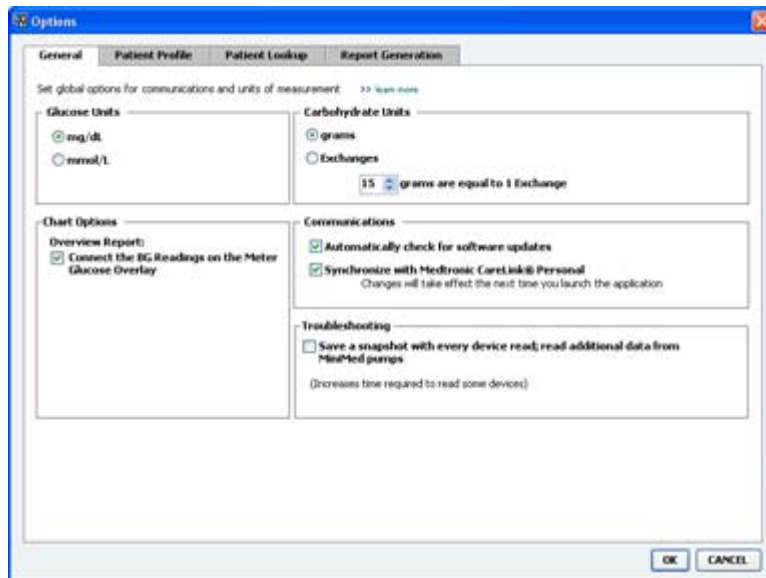 Options
General Patient Profile Patient Lookup Report Generation
Set global options for communications and units of measurement >> learn more
Glucose Units
mg/dL
mmol/L
Carbohydrate Units
grams
Exchanges
15 grams are equal to 1 Exchange
Chart Options
Overview Report:
Connect the BG Readings on the Meter
Glucose Overlay
Communications
Automatically check for software updates
Synchronize with Medtronic CareLink® Personal
Changes will take effect the next time you launch the application
Troubleshooting
Save a snapshot with every device read; read additional data from
MiniMed pumps
(Increases time required to read some devices)
OK CANCEL